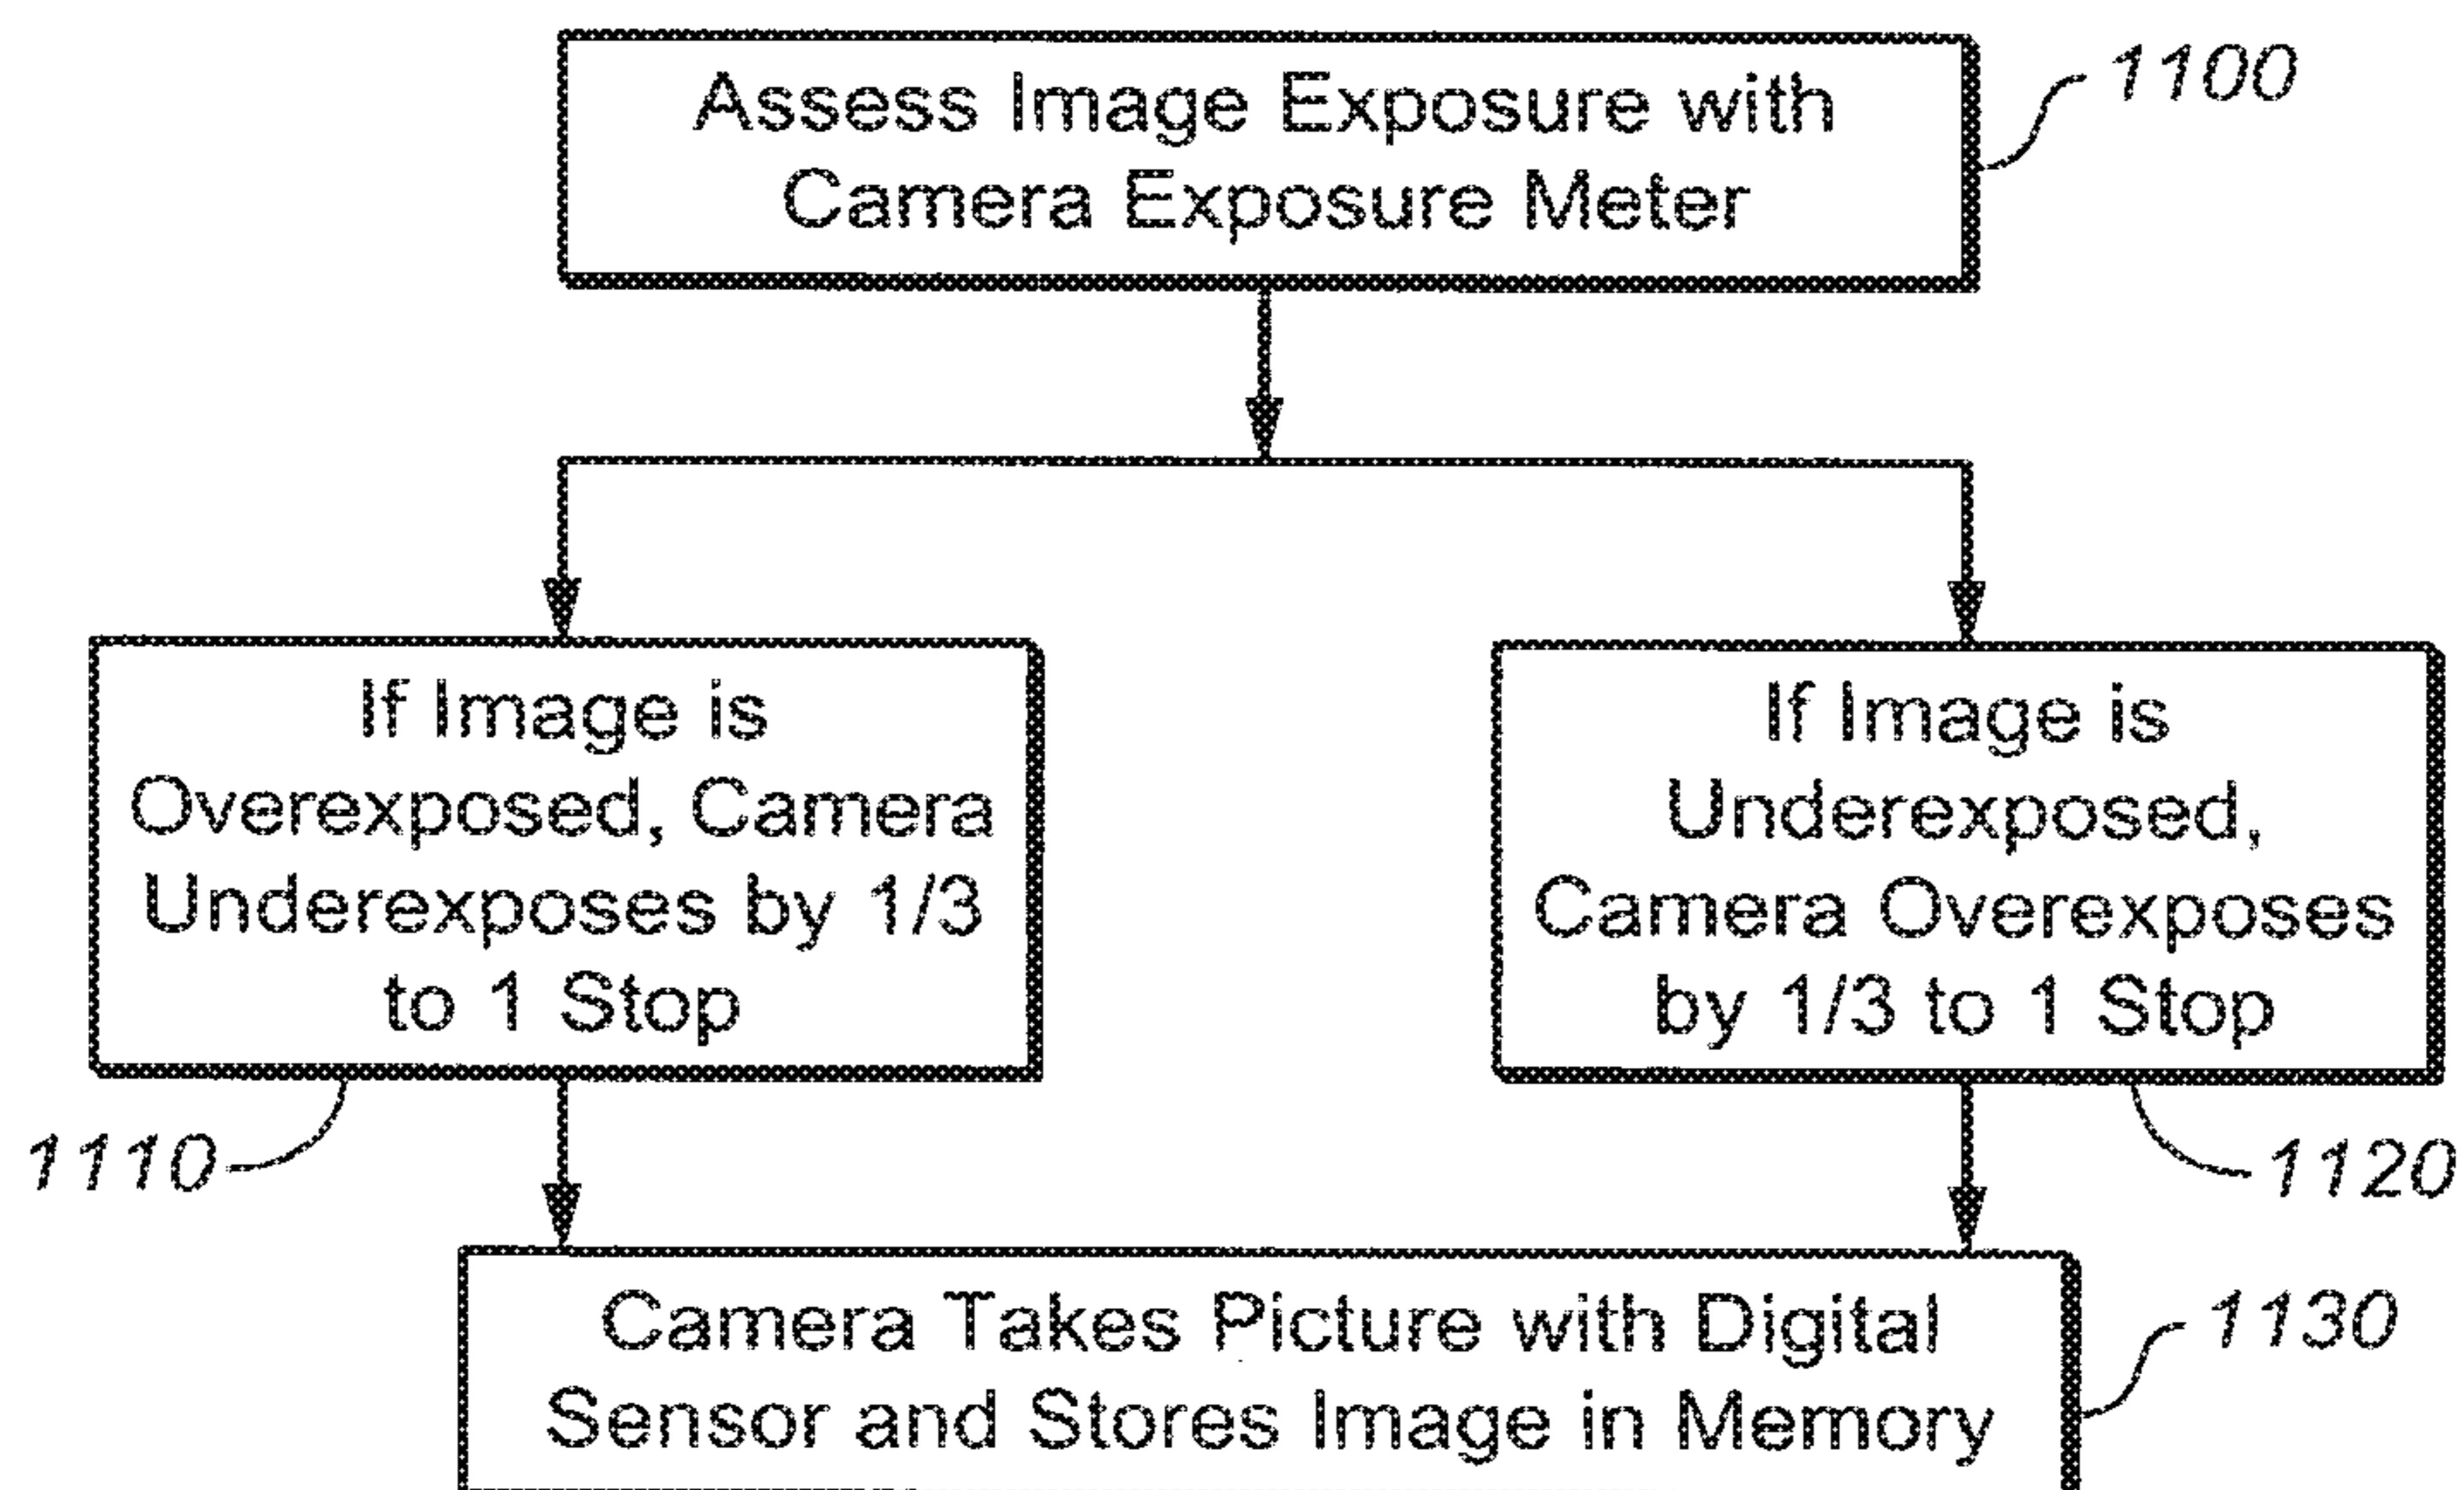 Assess Image Exposure with
Camera Exposure Meter
1100
If Image is
Overexposed, Camera
Underexposes by 1/3
to 1 Stop
1110
If Image is
Underexposed,
Camera Overexposes
by 1/3 to 1 Stop
1120
Camera Takes Picture with Digital
Sensor and Stores Image in Memory
1130